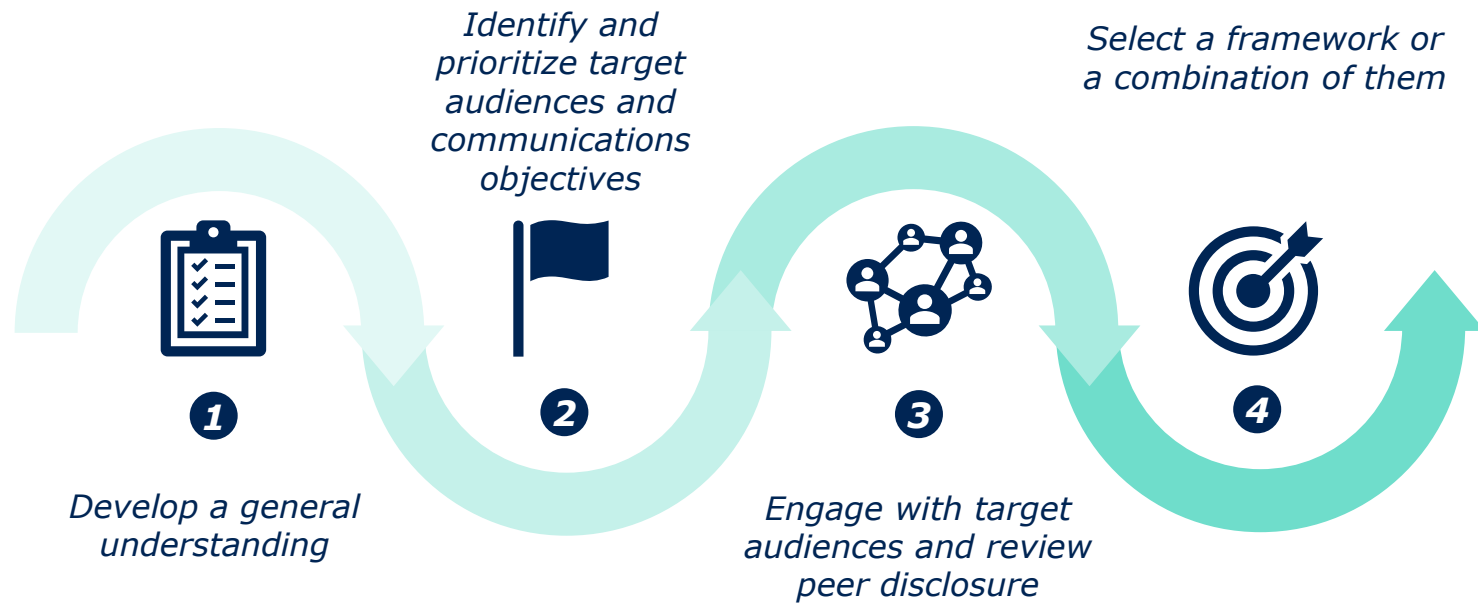 1
Develop a general
understanding
Identify and
prioritize target
audiences and
communications
objectives
2
3
Engage with target
audiences and review
peer disclosure
Select a framework or
a combination of them
4